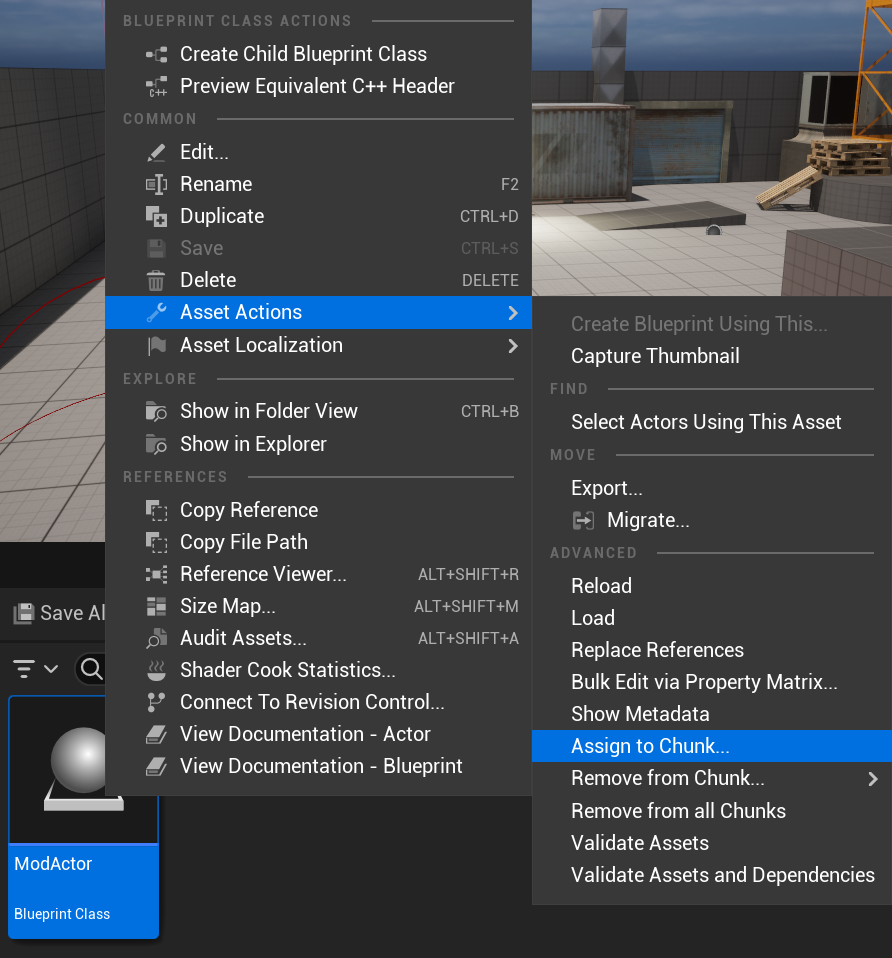 BLUEPRINT CLASS ACTIONS
Create Child Blueprint Class
Preview Equivalent C++ Header
COMMON
Edit...
Rename F2
Duplicate CTRL+D
Save CTRL+S
Delete DELETE
Asset Actions
Asset Localization
EXPLORE
Show in Folder View CTRL+B
Show in Explorer
REFERENCES
Copy Reference
Copy File Path
Reference Viewer... ALT+SHIFT+R
Size Map... ALT+SHIFT+M
Audit Assets... ALT+SHIFT+A
Shader Cook Statistics...
Connect To Revision Control...
View Documentation - Actor
View Documentation - Blueprint
Create Blueprint Using This...
Capture Thumbnail
FIND
Select Actors Using This Asset
MOVE
Export...
Migrate...
ADVANCED
Reload
Load
Replace References
Bulk Edit via Property Matrix...
Show Metadata
Assign to Chunk...
Remove from Chunk...
Remove from all Chunks
Validate Assets
Validate Assets and Dependencies
Save Al
ModActor
Blueprint Class